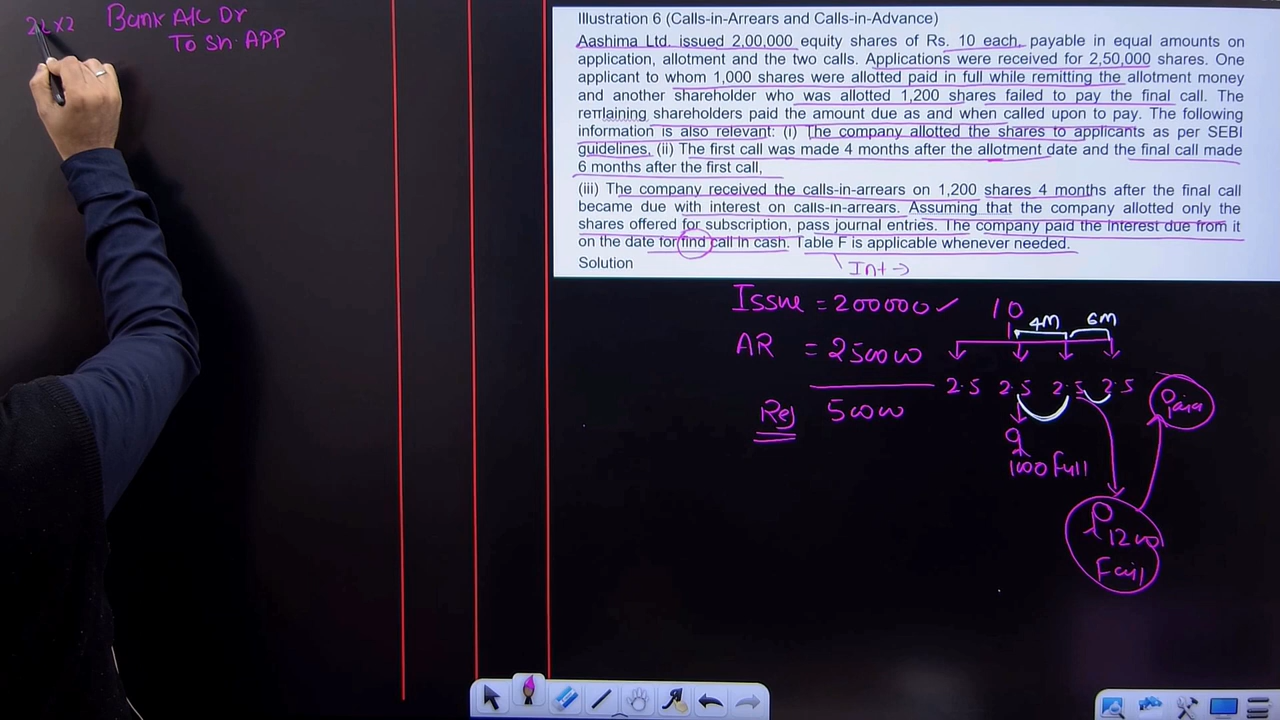 2L×2 Bank A/c Dr
To Sh. APP
Illustration 6 (Calls-in-Arrears and Calls-in-Advance)
Aashima Ltd. issued 2,00,000 equity shares of Rs. 10 each, payable in equal amounts on
application, allotment and the two calls. Applications were received for 2,50,000 shares. One
applicant to whom 1,000 shares were allotted paid in full while remitting the allotment money
and another shareholder who was allotted 1,200 shares failed to pay the final call. The
remaining shareholders paid the amount due as and when called upon to pay. The following
information is also relevant: (i) The company allotted the shares to applicants as per SEBI
guidelines, (ii) The first call was made 4 months after the allotment date and the final call made
6 months after the first call,
(iii) The company received the calls-in-arrears on 1,200 shares 4 months after the final call
became due with interest on calls-in-arrears. Assuming that the company allotted only the
shares offered for subscription, pass journal entries. The company paid the interest due from it
on the date for find call in cash. Table F is applicable whenever needed.
Solution
Int →
Issue = 200000 ✓
10
4m 6m
AR = 250000
2.5 2.5 2.5 2.5
Paid
Rej 50000
1000 Full
1200
Fail